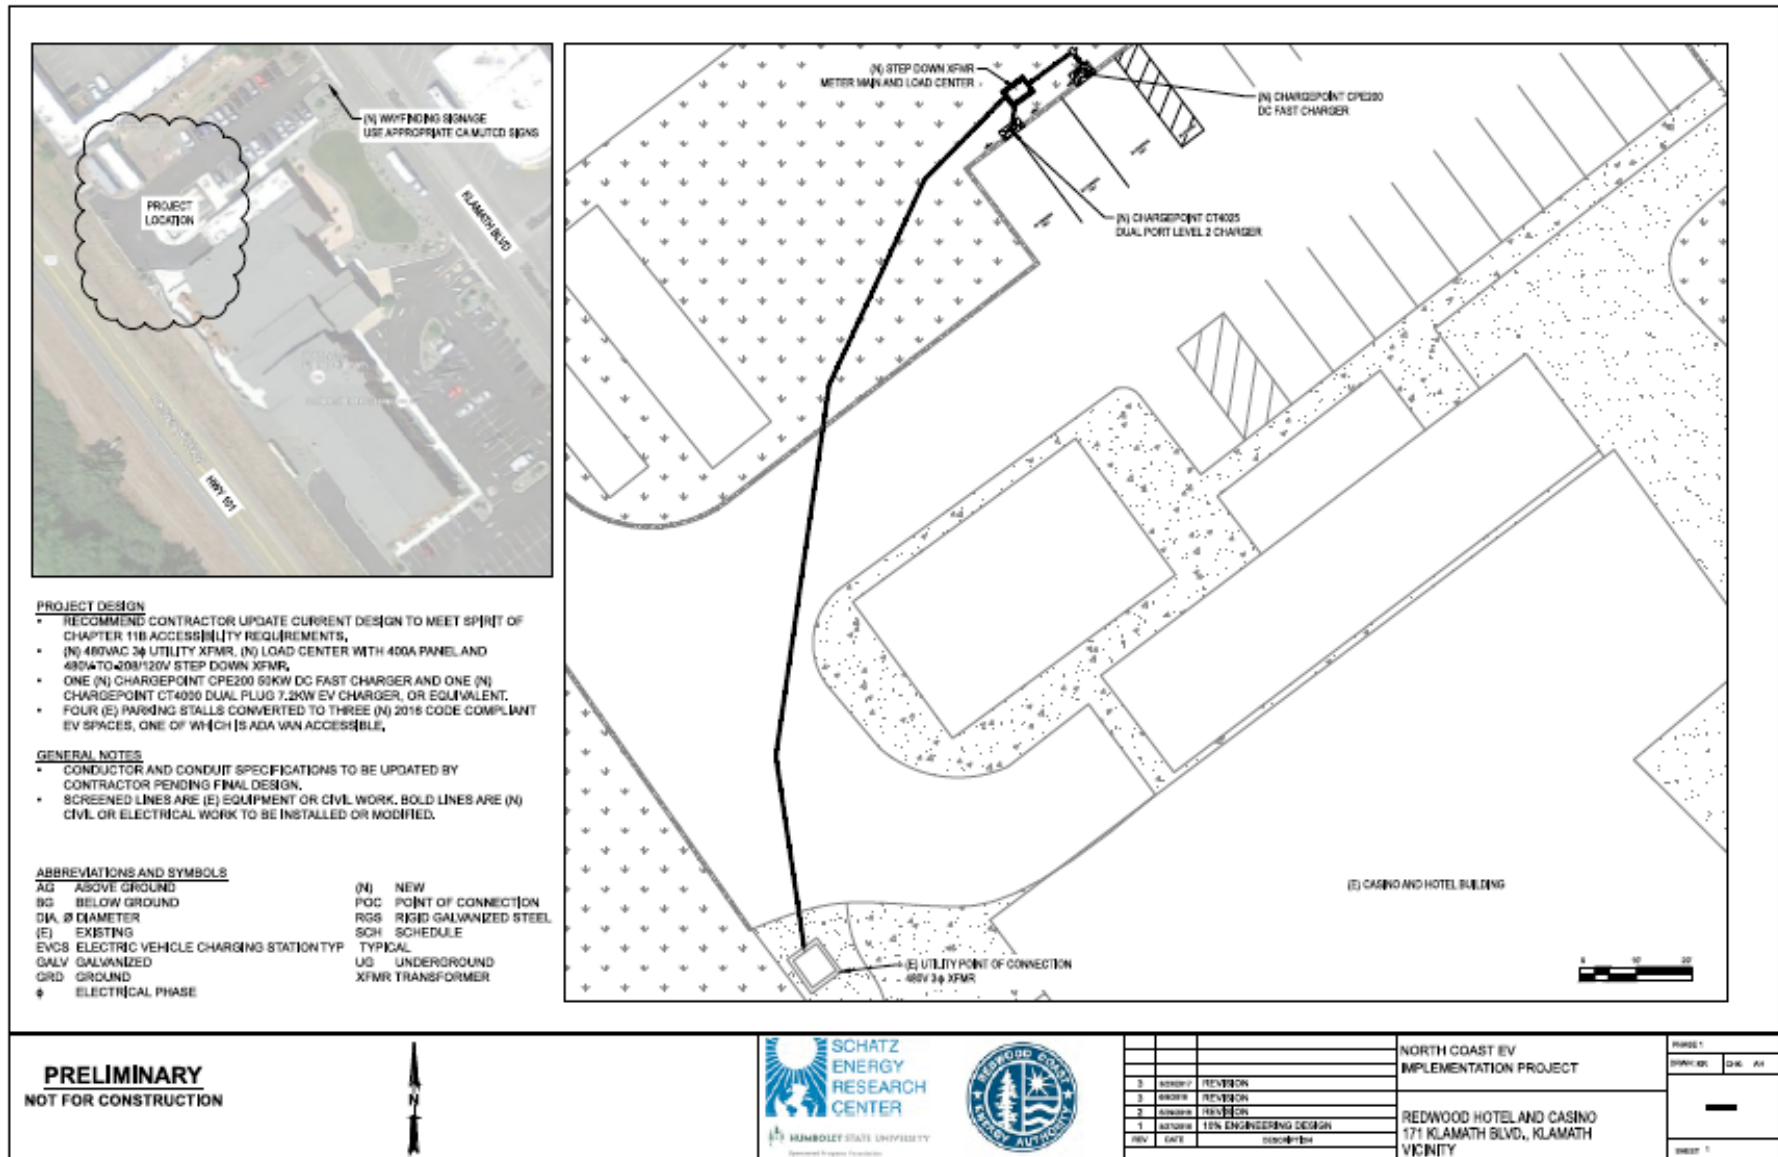 (N) WAYFINDING SIGNAGE
USE APPROPRIATE CA MUTCD SIGNS
PROJECT
LOCATION
KLAMATH BLVD
HWY 101
(N) STEP DOWN XFMR
METER MAIN AND LOAD CENTER
(N) CHARGEPOINT CPE200
DC FAST CHARGER
(N) CHARGEPOINT CT4025
DUAL PORT LEVEL 2 CHARGER
(E) CASINO AND HOTEL BUILDING
(E) UTILITY POINT OF CONNECTION
480V 3ϕ XFMR
PROJECT DESIGN
• RECOMMEND CONTRACTOR UPDATE CURRENT DESIGN TO MEET SPIRIT OF
CHAPTER 11B ACCESSIBILITY REQUIREMENTS.
• (N) 480VAC 3ϕ UTILITY XFMR. (N) LOAD CENTER WITH 400A PANEL AND
480V-TO-208/120V STEP DOWN XFMR.
• ONE (N) CHARGEPOINT CPE200 50KW DC FAST CHARGER AND ONE (N)
CHARGEPOINT CT4000 DUAL PLUG 7.2KW EV CHARGER, OR EQUIVALENT.
• FOUR (E) PARKING STALLS CONVERTED TO THREE (N) 2016 CODE COMPLIANT
EV SPACES, ONE OF WHICH IS ADA VAN ACCESSIBLE.
GENERAL NOTES
• CONDUCTOR AND CONDUIT SPECIFICATIONS TO BE UPDATED BY
CONTRACTOR PENDING FINAL DESIGN.
• SCREENED LINES ARE (E) EQUIPMENT OR CIVIL WORK. BOLD LINES ARE (N)
CIVIL OR ELECTRICAL WORK TO BE INSTALLED OR MODIFIED.
ABBREVIATIONS AND SYMBOLS
AG ABOVE GROUND
BG BELOW GROUND
DIA, Ø DIAMETER
(E) EXISTING
EVCS ELECTRIC VEHICLE CHARGING STATION
GALV GALVANIZED
GRD GROUND
ϕ ELECTRICAL PHASE
(N) NEW
POC POINT OF CONNECTION
RGS RIGID GALVANIZED STEEL
SCH SCHEDULE
TYP TYPICAL
UG UNDERGROUND
XFMR TRANSFORMER
PRELIMINARY
NOT FOR CONSTRUCTION
N
SCHATZ
ENERGY
RESEARCH
CENTER
HUMBOLDT STATE UNIVERSITY
REDWOOD COAST
ENERGY AUTHORITY
3 REVISION
3 REVISION
2 REVISION
1 10% ENGINEERING DESIGN
REV DATE DESCRIPTION
NORTH COAST EV
IMPLEMENTATION PROJECT
REDWOOD HOTEL AND CASINO
171 KLAMATH BLVD., KLAMATH
VICINITY
PHASE 1
SHEET 1